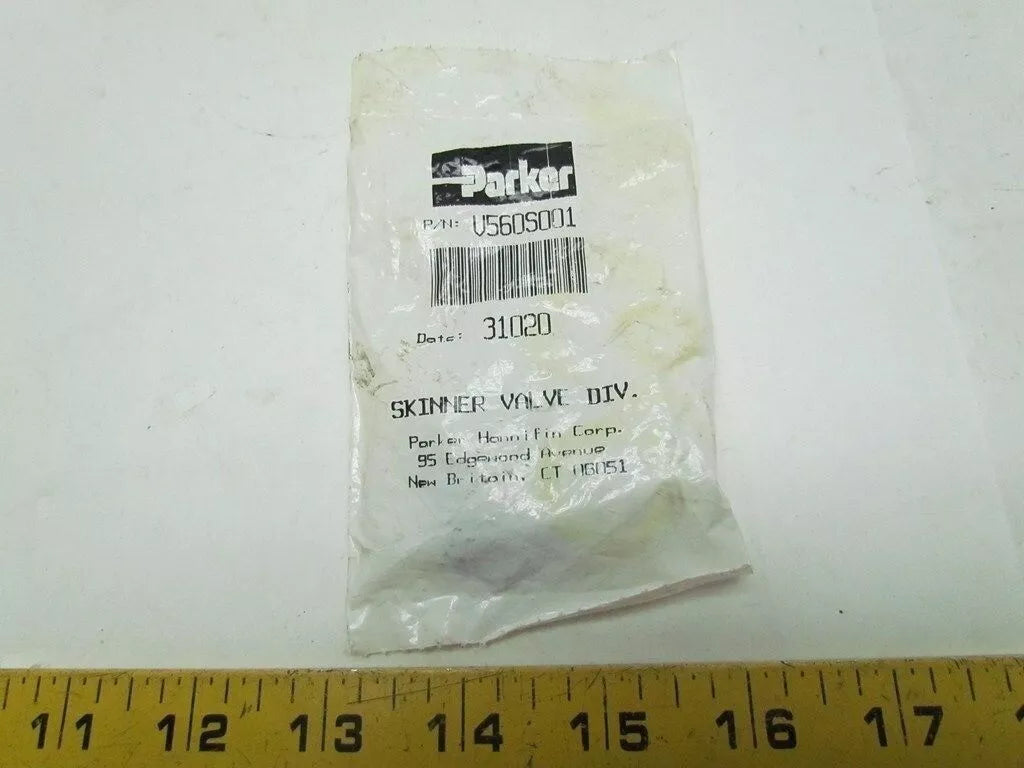 Parker
P/N: V560S001
Date: 31020
SKINNER VALVE DIV.
Parker Hannifin Corp.
95 Edgewood Avenue
New Britain, CT 06051
11 12 13 14 15 16 17